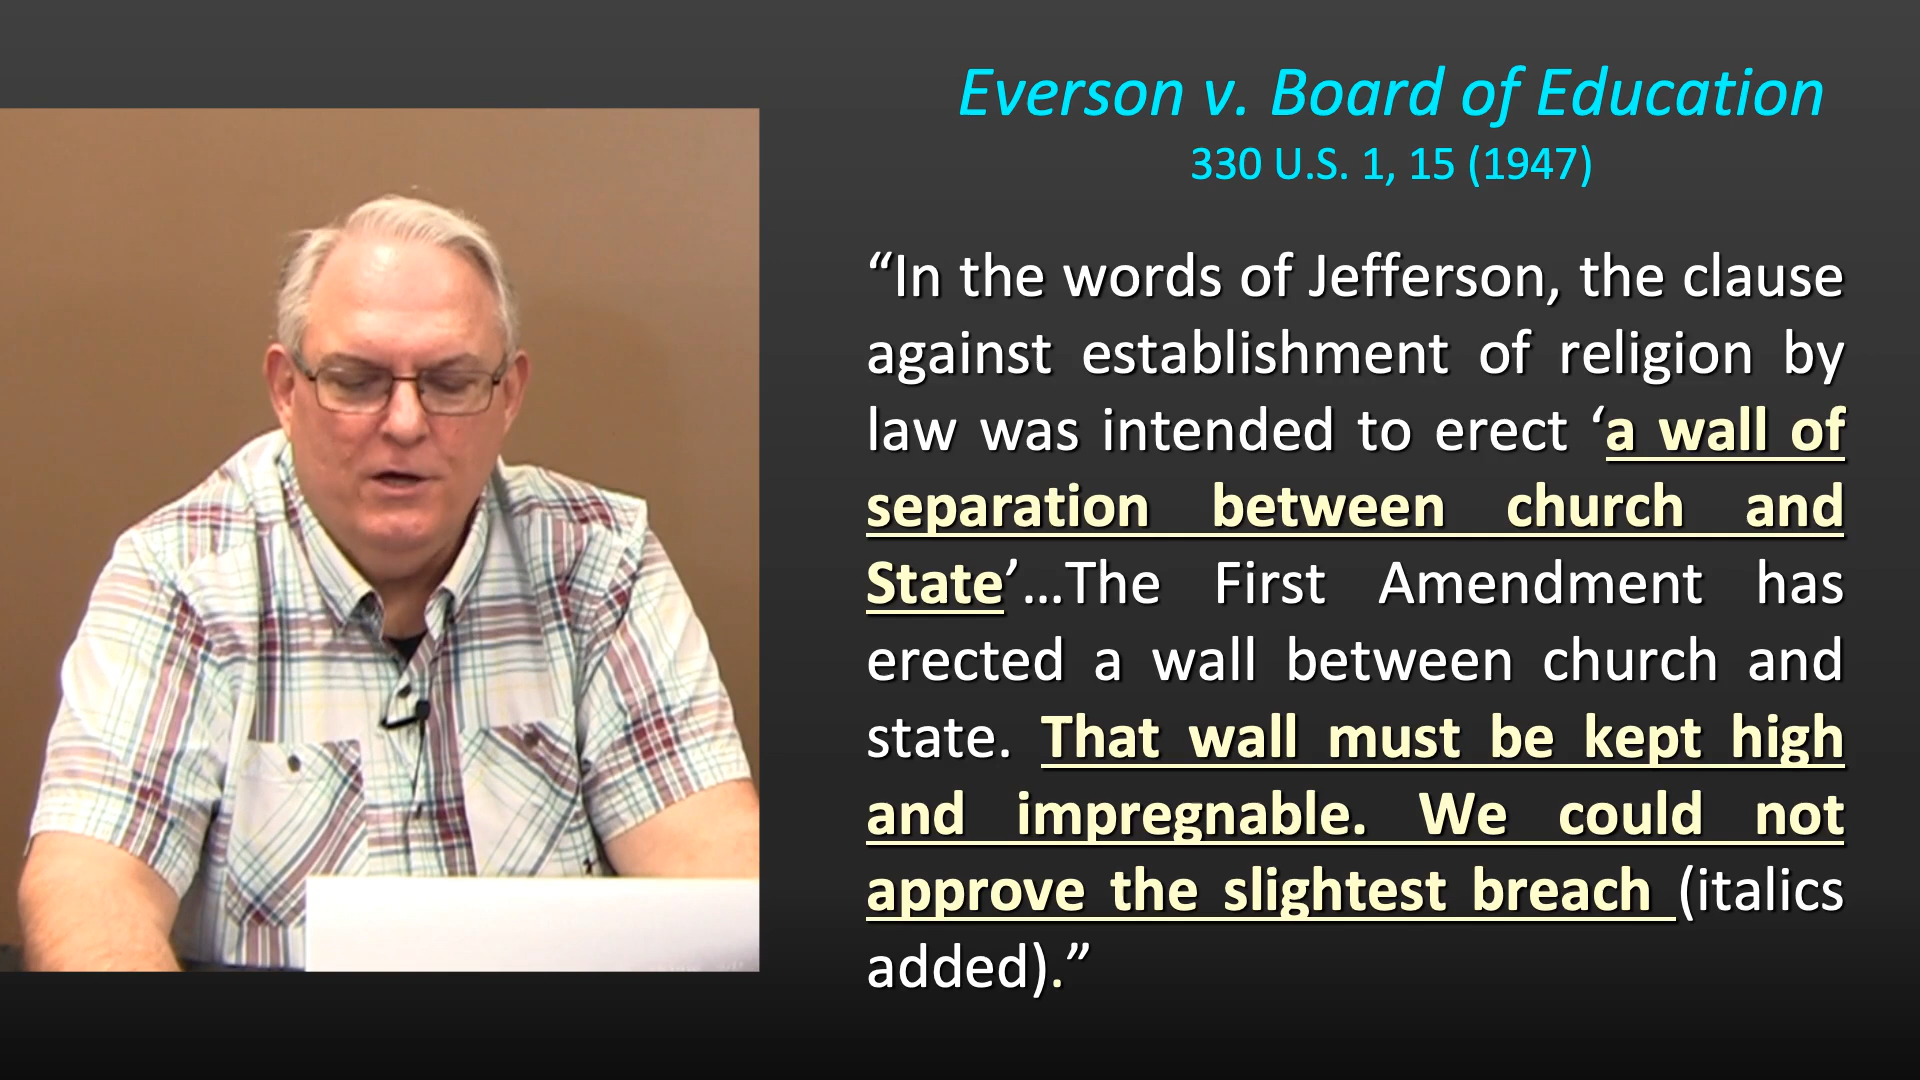 Everson v. Board of Education
330 U.S. 1, 15 (1947)
“In the words of Jefferson, the clause
against establishment of religion by
law was intended to erect ‘a wall of
separation between church and
State’…The First Amendment has
erected a wall between church and
state. That wall must be kept high
and impregnable. We could not
approve the slightest breach (italics
added).”